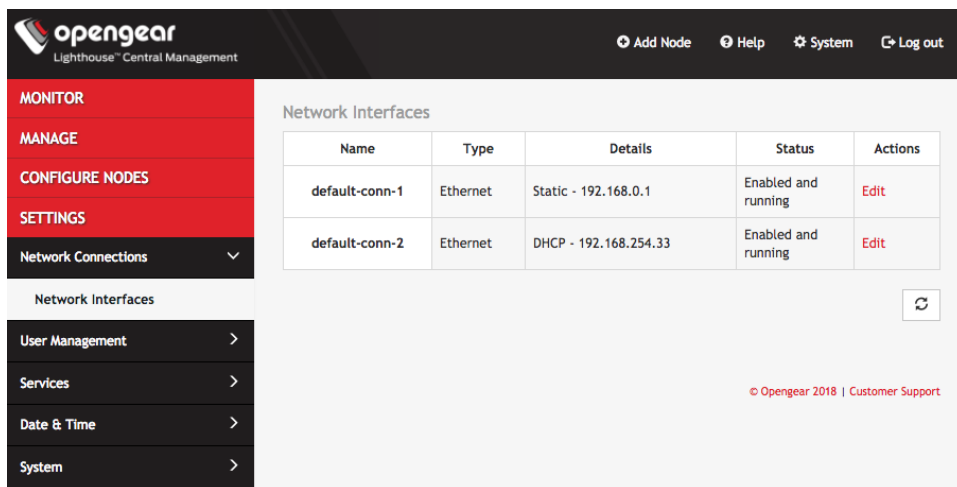 opengear
Lighthouse™ Central Management
Add Node Help System Log out
MONITOR
MANAGE
CONFIGURE NODES
SETTINGS
Network Connections
Network Interfaces
User Management
Services
Date & Time
System
Network Interfaces
Name Type Details Status Actions
default-conn-1 Ethernet Static - 192.168.0.1 Enabled and running Edit
default-conn-2 Ethernet DHCP - 192.168.254.33 Enabled and running Edit
© Opengear 2018 | Customer Support